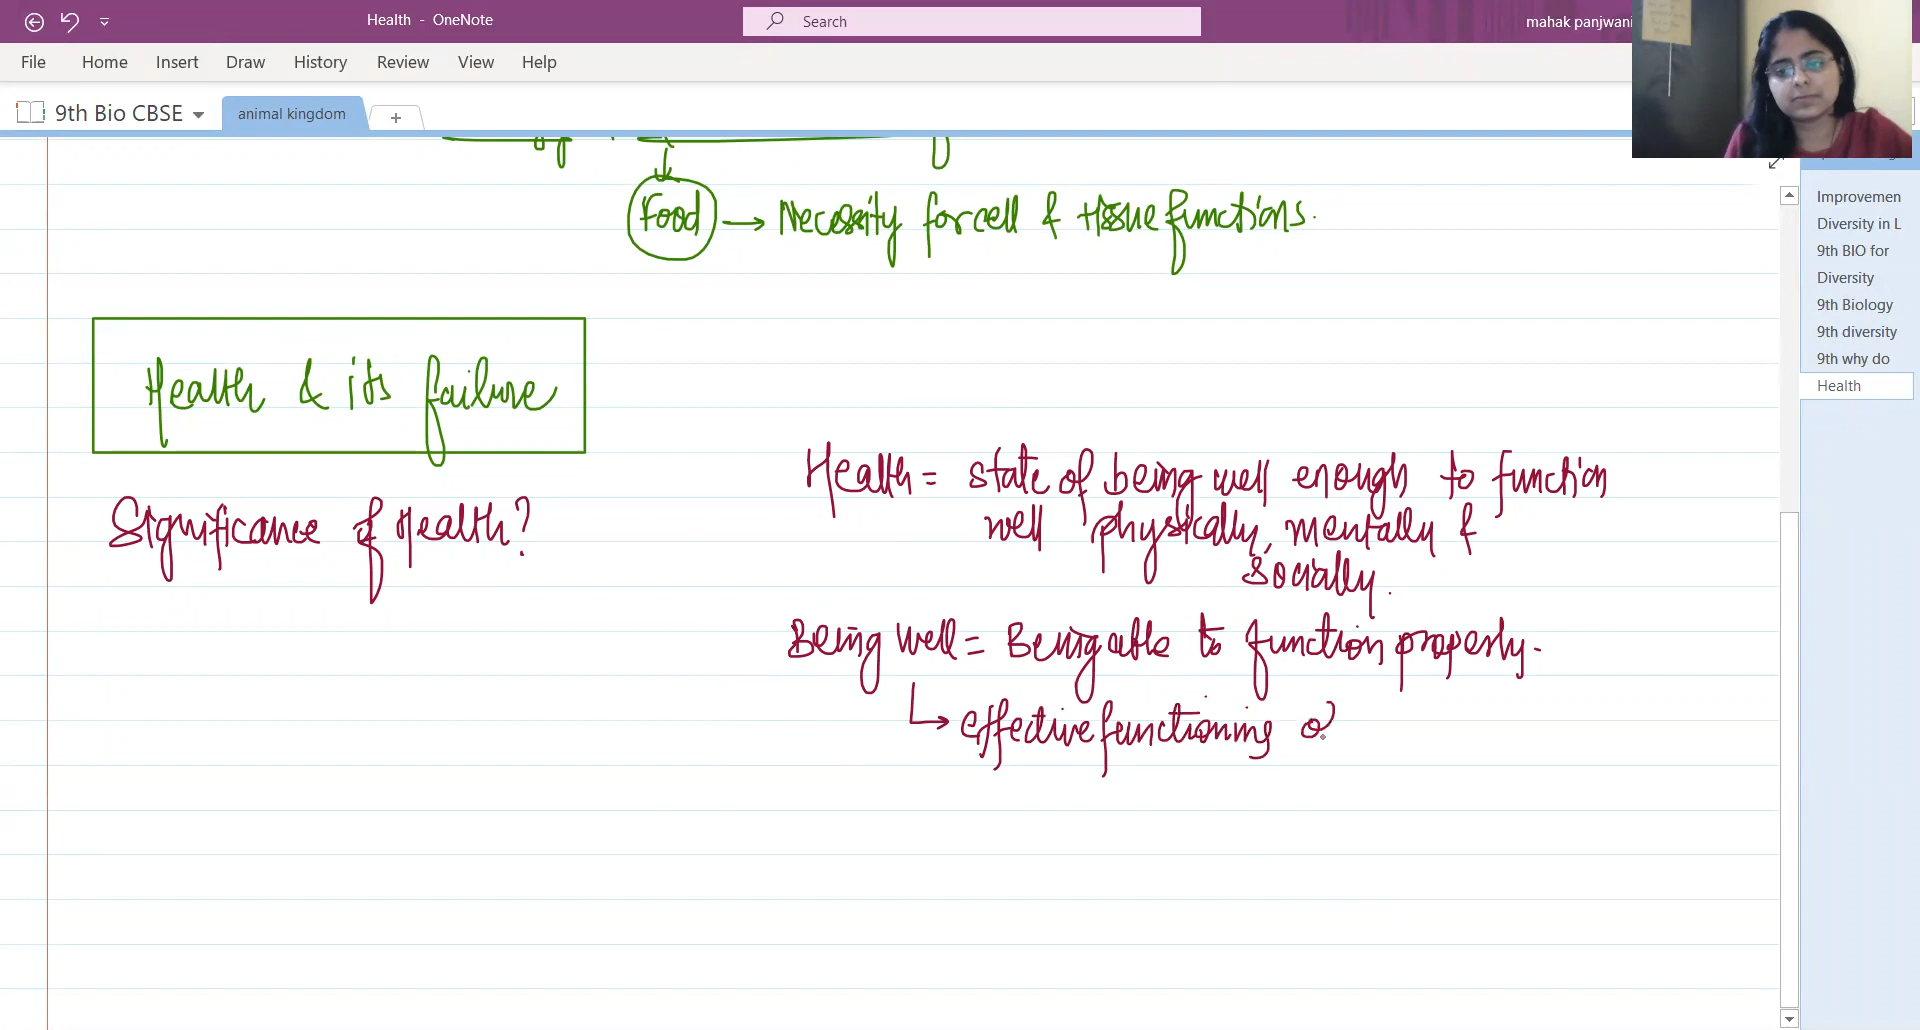 Health - OneNote
Search
mahak panjwani
File Home Insert Draw History Review View Help
9th Bio CBSE
animal kingdom
+
Food → Necessity for cell & tissue functions.
Health & its failure
Significance of Health?
Health = state of being well enough to function
well physically, mentally &
socially.
Being well = Being able to function properly.
↳ effective functioning o
Improvemen
Diversity in L
9th BIO for
Diversity
9th Biology
9th diversity
9th why do
Health